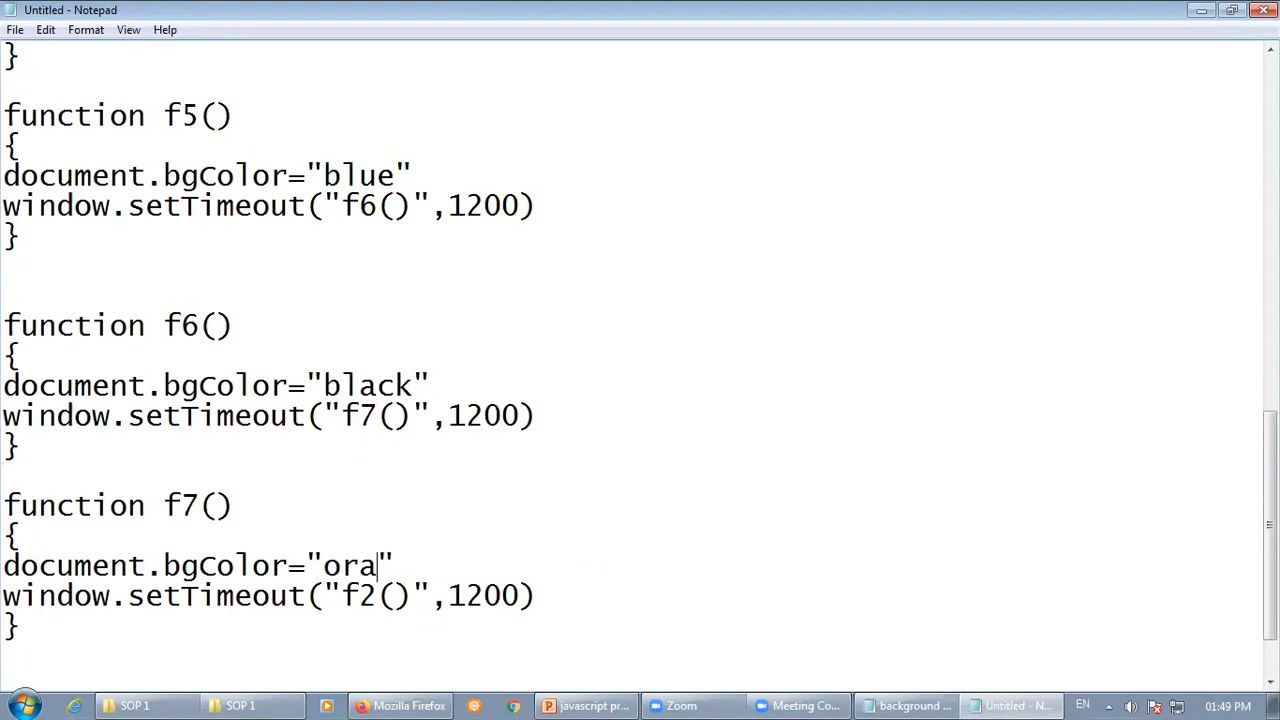 Untitled - Notepad
File Edit Format View Help
}
function f5()
{
document.bgColor="blue"
window.setTimeout("f6()",1200)
}
function f6()
{
document.bgColor="black"
window.setTimeout("f7()",1200)
}
function f7()
{
document.bgColor="ora"
window.setTimeout("f2()",1200)
}
SOP 1 SOP 1 Mozilla Firefox javascript pr... Zoom Meeting Co... background ... Untitled - N... EN 01:49 PM